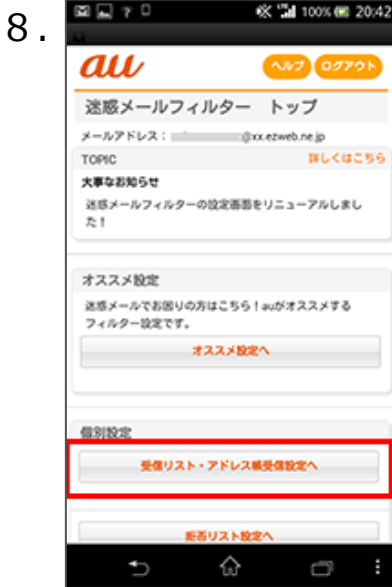 8.
100% 20:42
au
ヘルプ ログアウト
迷惑メールフィルター トップ
メールアドレス： @xx.ezweb.ne.jp
TOPIC 詳しくはこちら
大事なお知らせ
迷惑メールフィルターの設定画面をリニューアルしまし
た！
オススメ設定
迷惑メールでお困りの方はこちら！auがオススメする
フィルター設定です。
オススメ設定へ
個別設定
受信リスト・アドレス帳受信設定へ
拒否リスト設定へ